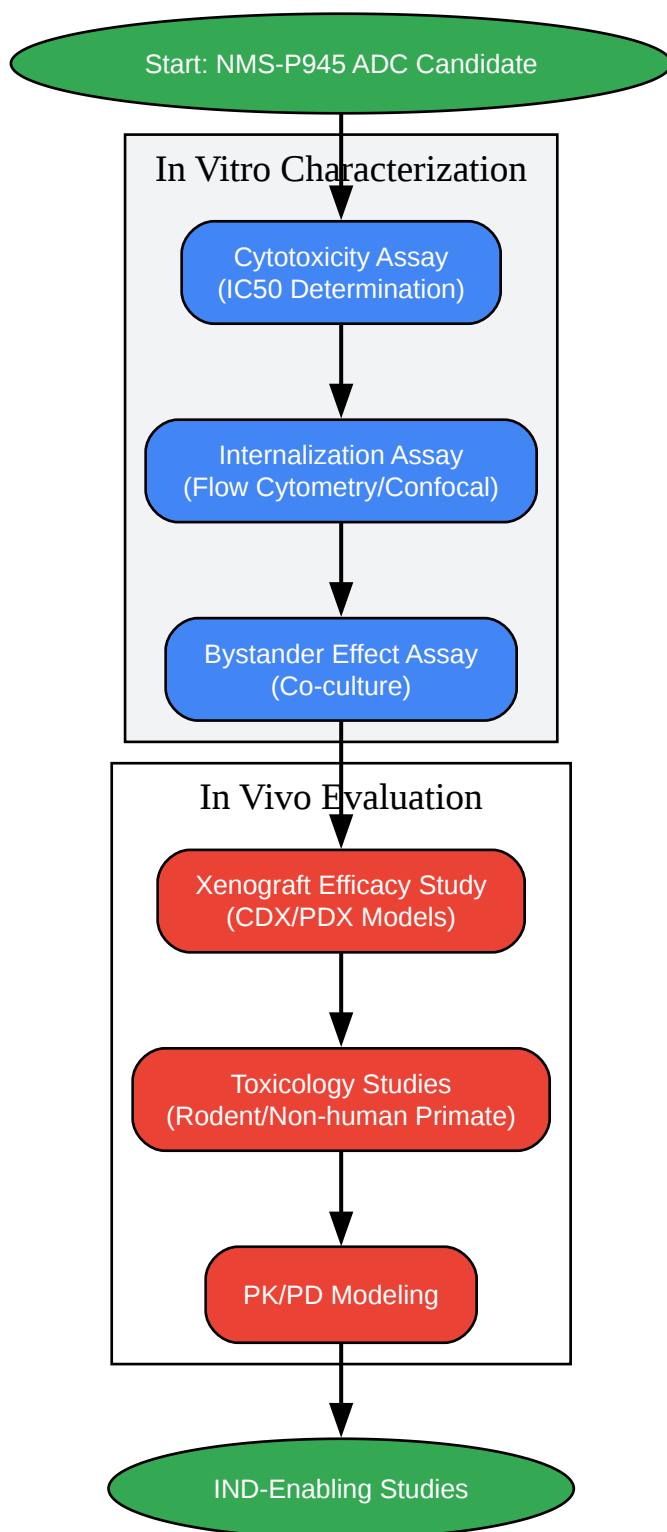 Start: NMS-P945 ADC Candidate
In Vitro Characterization
Cytotoxicity Assay
(IC50 Determination)
Internalization Assay
(Flow Cytometry/Confocal)
Bystander Effect Assay
(Co-culture)
In Vivo Evaluation
Xenograft Efficacy Study
(CDX/PDX Models)
Toxicology Studies
(Rodent/Non-human Primate)
PK/PD Modeling
IND-Enabling Studies